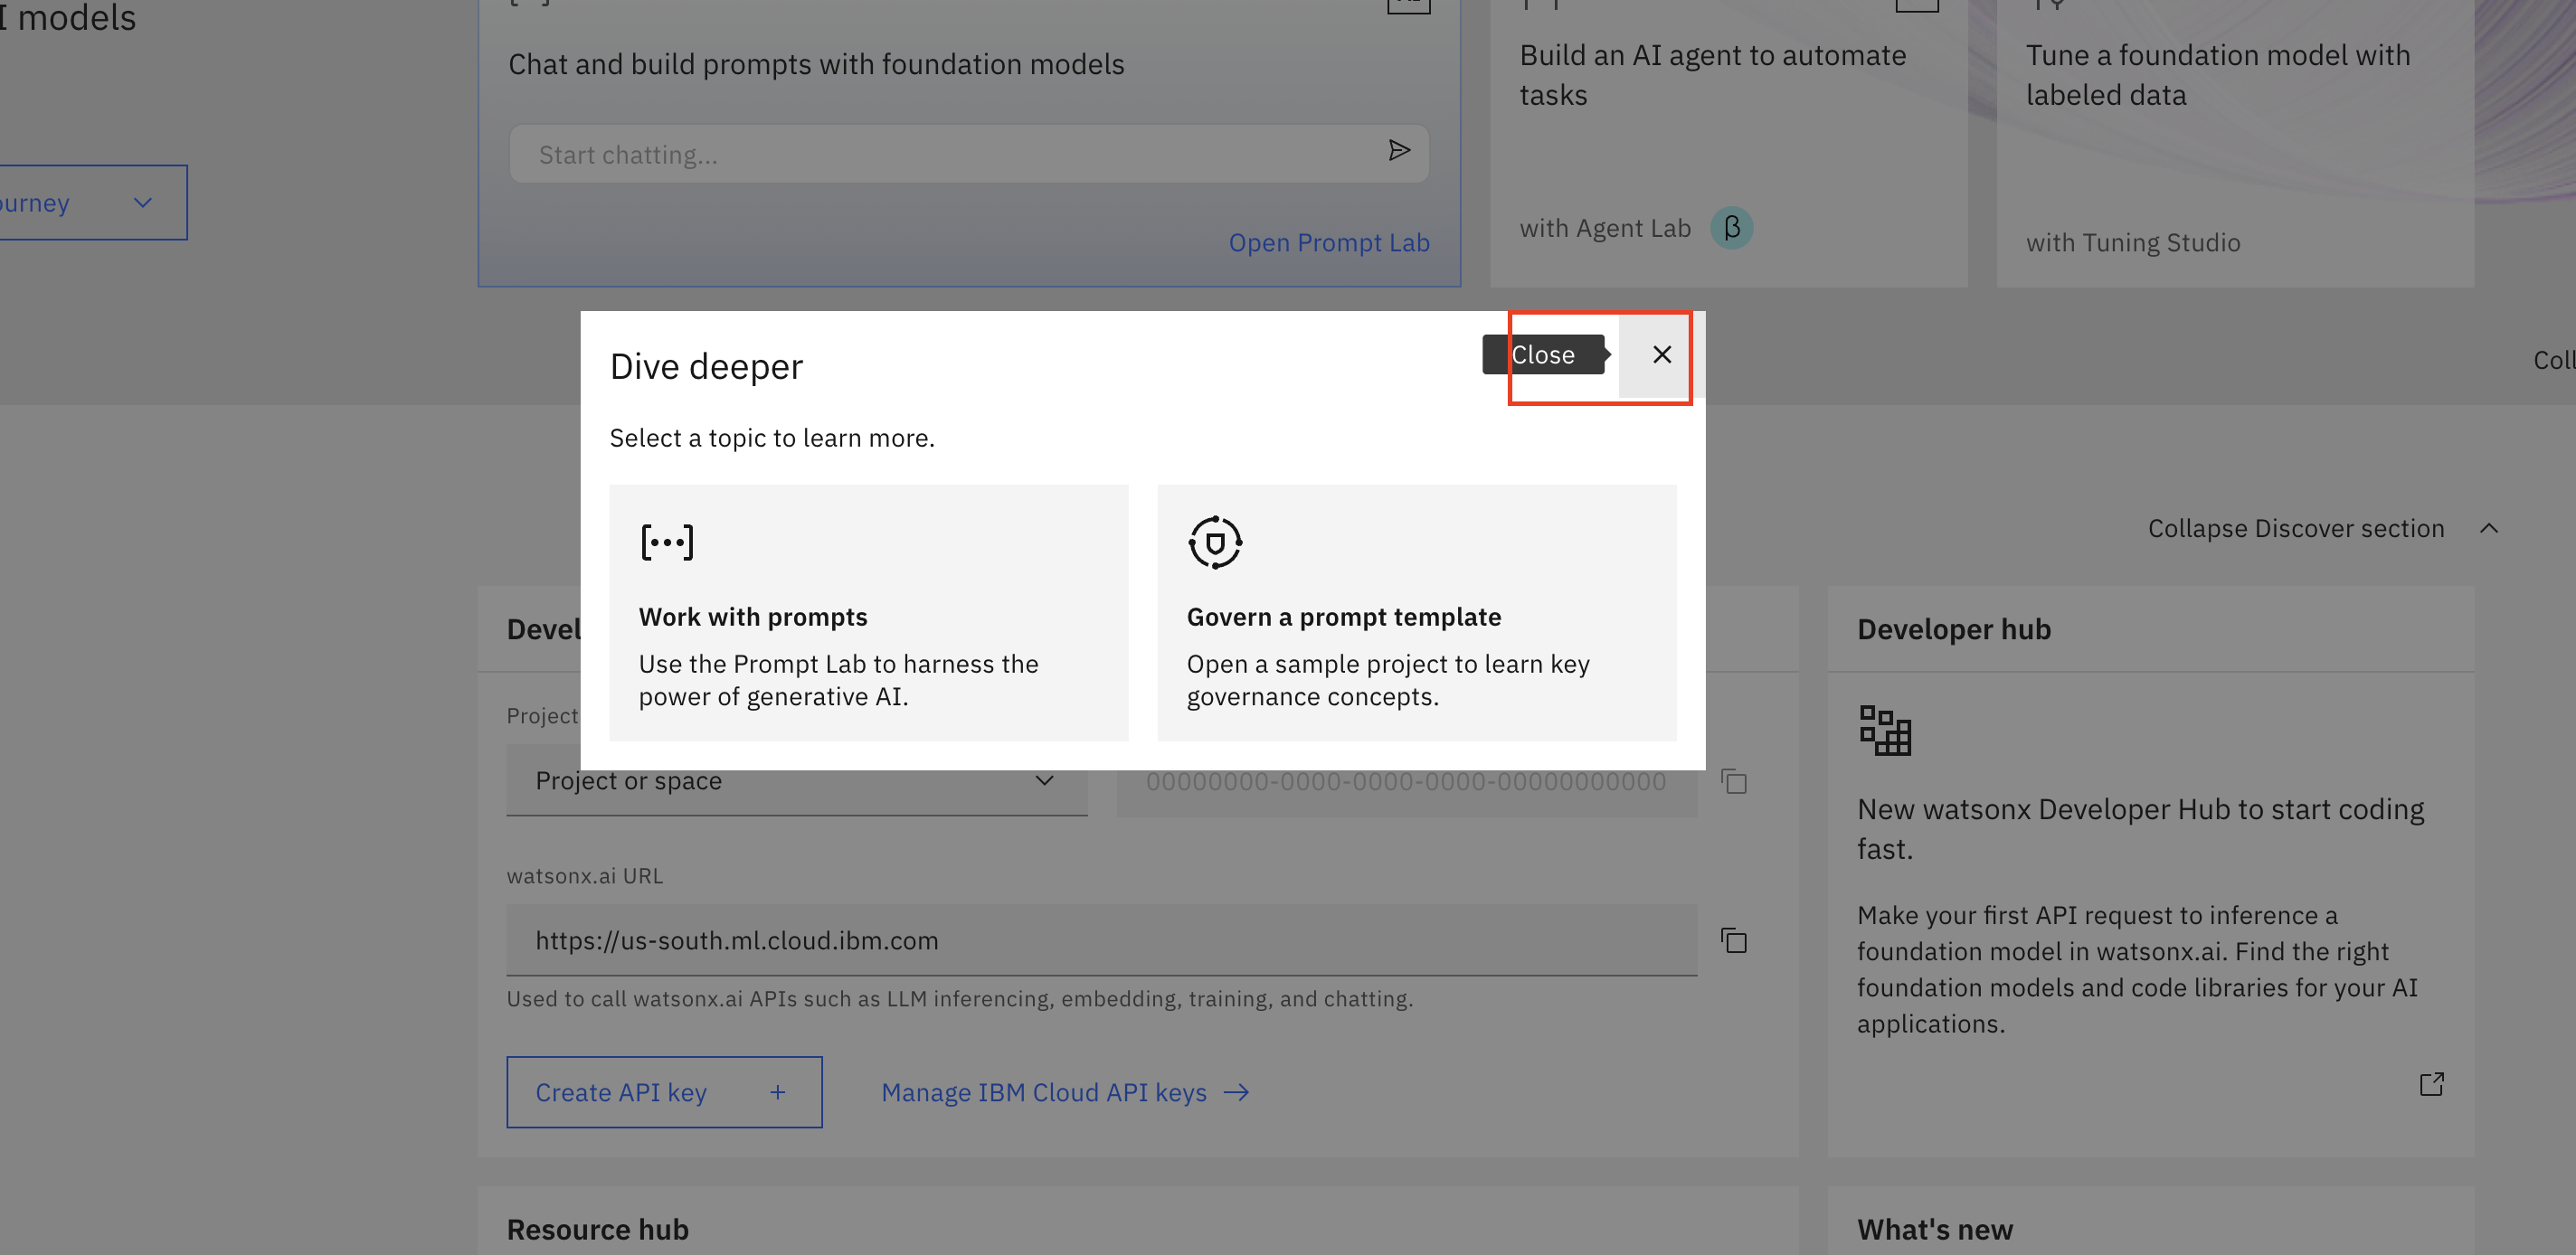 models
Chat and build prompts with foundation models
Start chatting...
Open Prompt Lab
Build an AI agent to automate
tasks
with Agent Lab β
Tune a foundation model with
labeled data
with Tuning Studio
Dive deeper
Close
Select a topic to learn more.
Work with prompts
Use the Prompt Lab to harness the
power of generative AI.
Govern a prompt template
Open a sample project to learn key
governance concepts.
Collapse Discover section
Project
Project or space
00000000-0000-0000-0000-00000000000
watsonx.ai URL
https://us-south.ml.cloud.ibm.com
Used to call watsonx.ai APIs such as LLM inferencing, embedding, training, and chatting.
Create API key +
Manage IBM Cloud API keys
Developer hub
New watsonx Developer Hub to start coding
fast.
Make your first API request to inference a
foundation model in watsonx.ai. Find the right
foundation models and code libraries for your AI
applications.
Resource hub
What's new